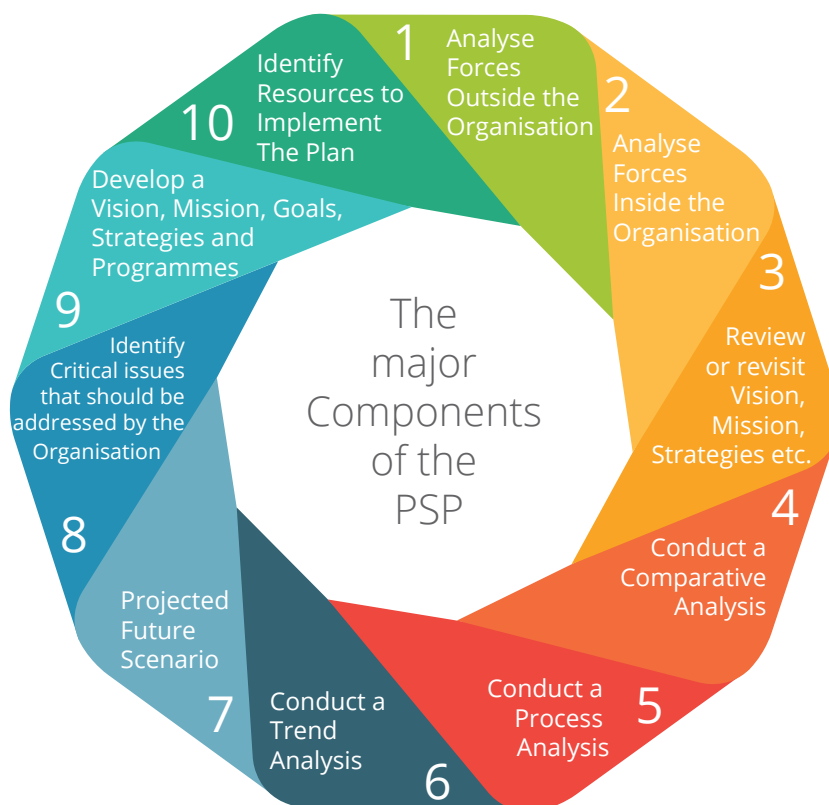 The
major
Components
of the
PSP
1
Analyse
Forces
Outside the
Organisation
2
Analyse
Forces
Inside the
Organisation
3
Review
or revisit
Vision,
Mission,
Strategies etc.
4
Conduct a
Comparative
Analysis
5
Conduct a
Process
Analysis
6
Conduct a
Trend
Analysis
7
Projected
Future
Scenario
8
Identify
Critical issues
that should be
addressed by the
Organisation
9
Develop a
Vision, Mission, Goals,
Strategies and
Programmes
10
Identify
Resources to
Implement
The Plan